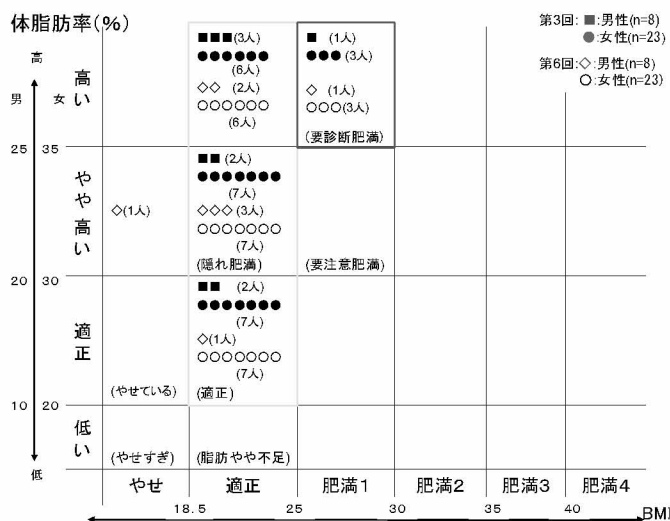 体脂肪率(%)
第3回: ■:男性(n=8)
●:女性(n=23)
第6回: ◇:男性(n=8)
○:女性(n=23)
高
男 女
高い
■■■(3人)
●●●●●●
(6人)
◇◇ (2人)
○○○○○○
(6人)
■ (1人)
●●● (3人)
◇ (1人)
○○○(3人)
(要診断肥満)
25 35
やや高い
◇(1人)
■■ (2人)
●●●●●●●
(7人)
◇◇◇(3人)
○○○○○○○
(7人)
(隠れ肥満)
(要注意肥満)
20 30
適正
■■ (2人)
●●●●●●●
(7人)
◇(1人)
○○○○○○○
(7人)
(やせている)
(適正)
10 20
低い
(やせすぎ)
(脂肪やや不足)
低
やせ 適正 肥満1 肥満2 肥満3 肥満4
18.5 25 30 35 40
BMI